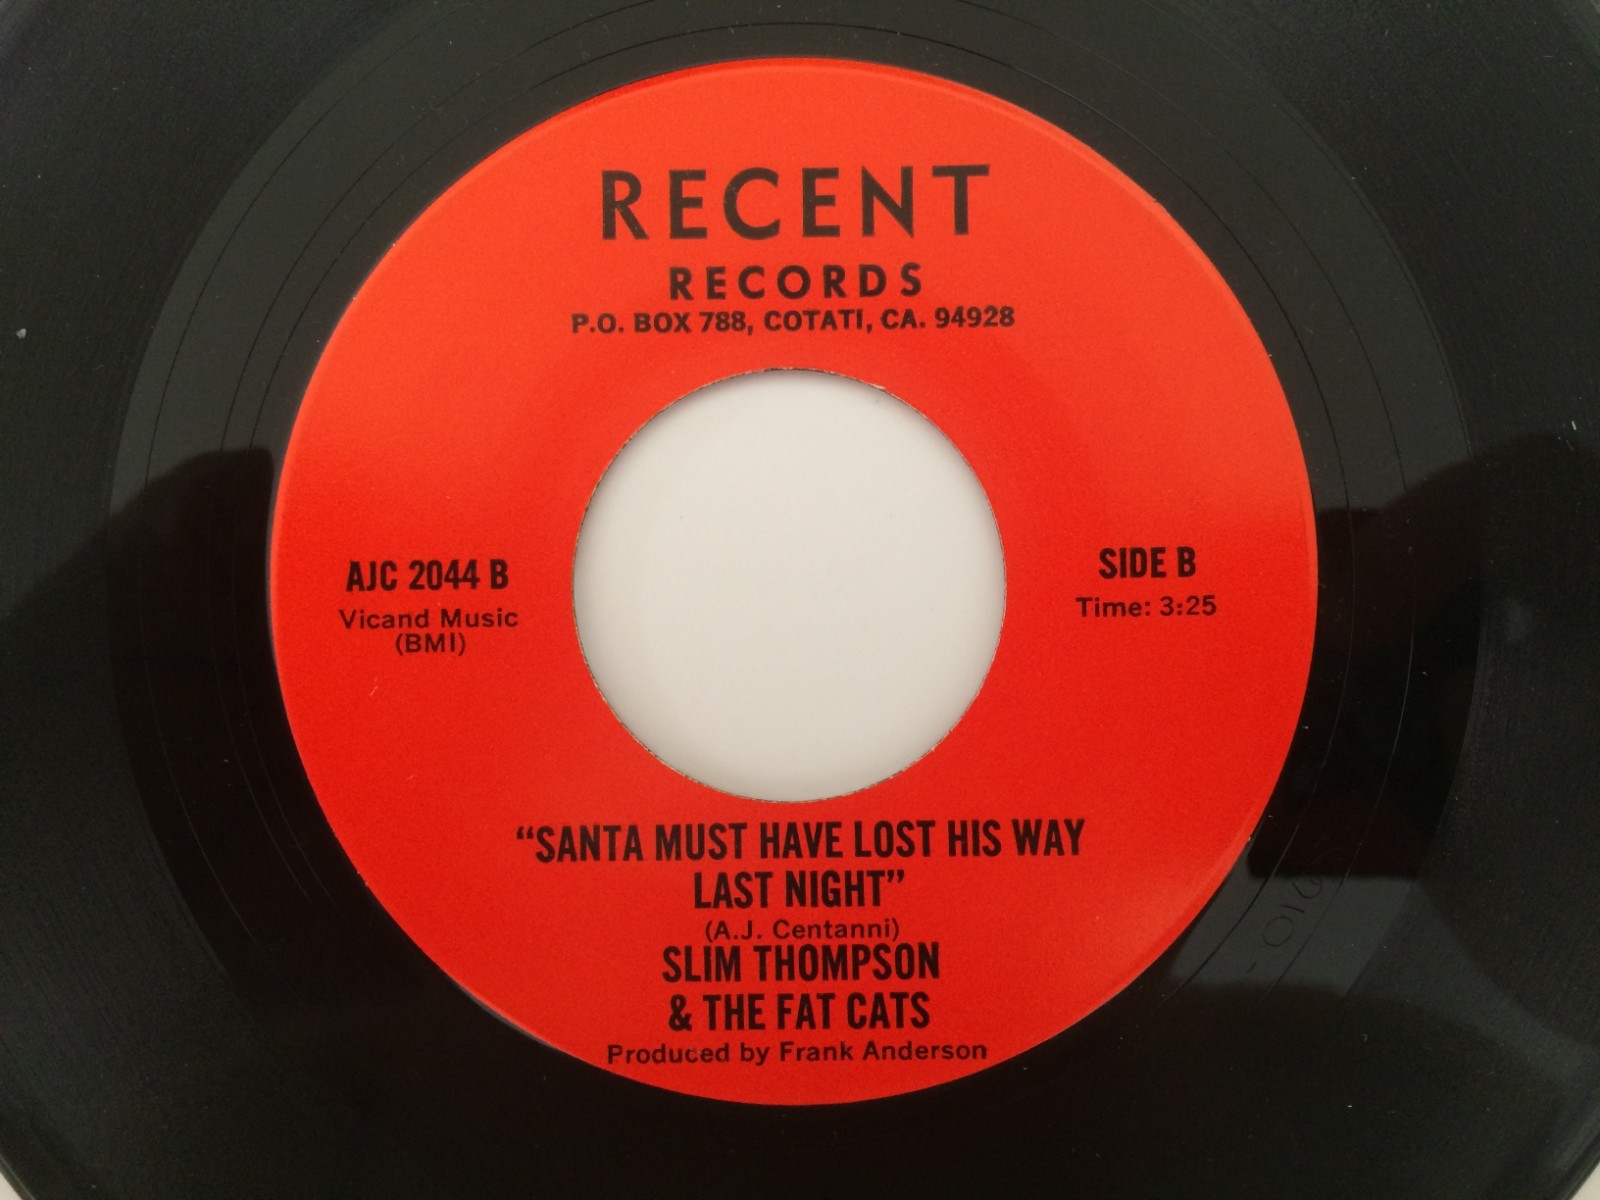 RECENT
RECORDS
P.O. BOX 788, COTATI, CA. 94928
AJC 2044 B
Vicand Music
(BMI)
SIDE B
Time: 3:25
“SANTA MUST HAVE LOST HIS WAY
LAST NIGHT”
(A.J. Centanni)
SLIM THOMPSON
& THE FAT CATS
Produced by Frank Anderson